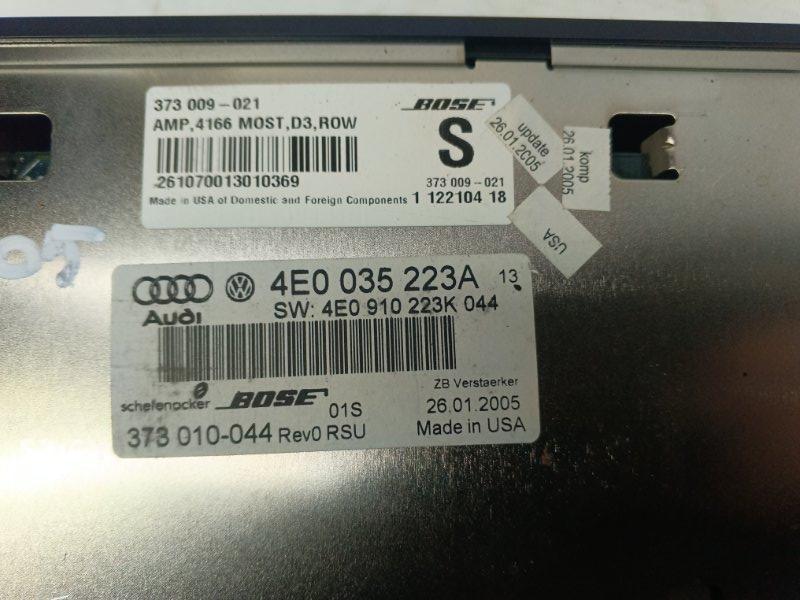 373 009-021
BOSE
AMP,4166 MOST,D3,ROW
S
261070013010369
373 009-021
Made in USA of Domestic and Foreign Components 1 122104 18
update
26.01.2005
komp
26.01.2005
USA
05
4E0 035 223A 13
Audi
SW: 4E0 910 223K 044
schefenacker BOSE
01S
ZB Verstaerker
26.01.2005
373 010-044 Rev0 RSU
Made in USA